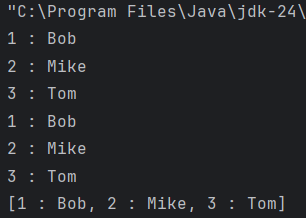 "C:\Program Files\Java\jdk-24\
1 : Bob
2 : Mike
3 : Tom
1 : Bob
2 : Mike
3 : Tom
[1 : Bob, 2 : Mike, 3 : Tom]